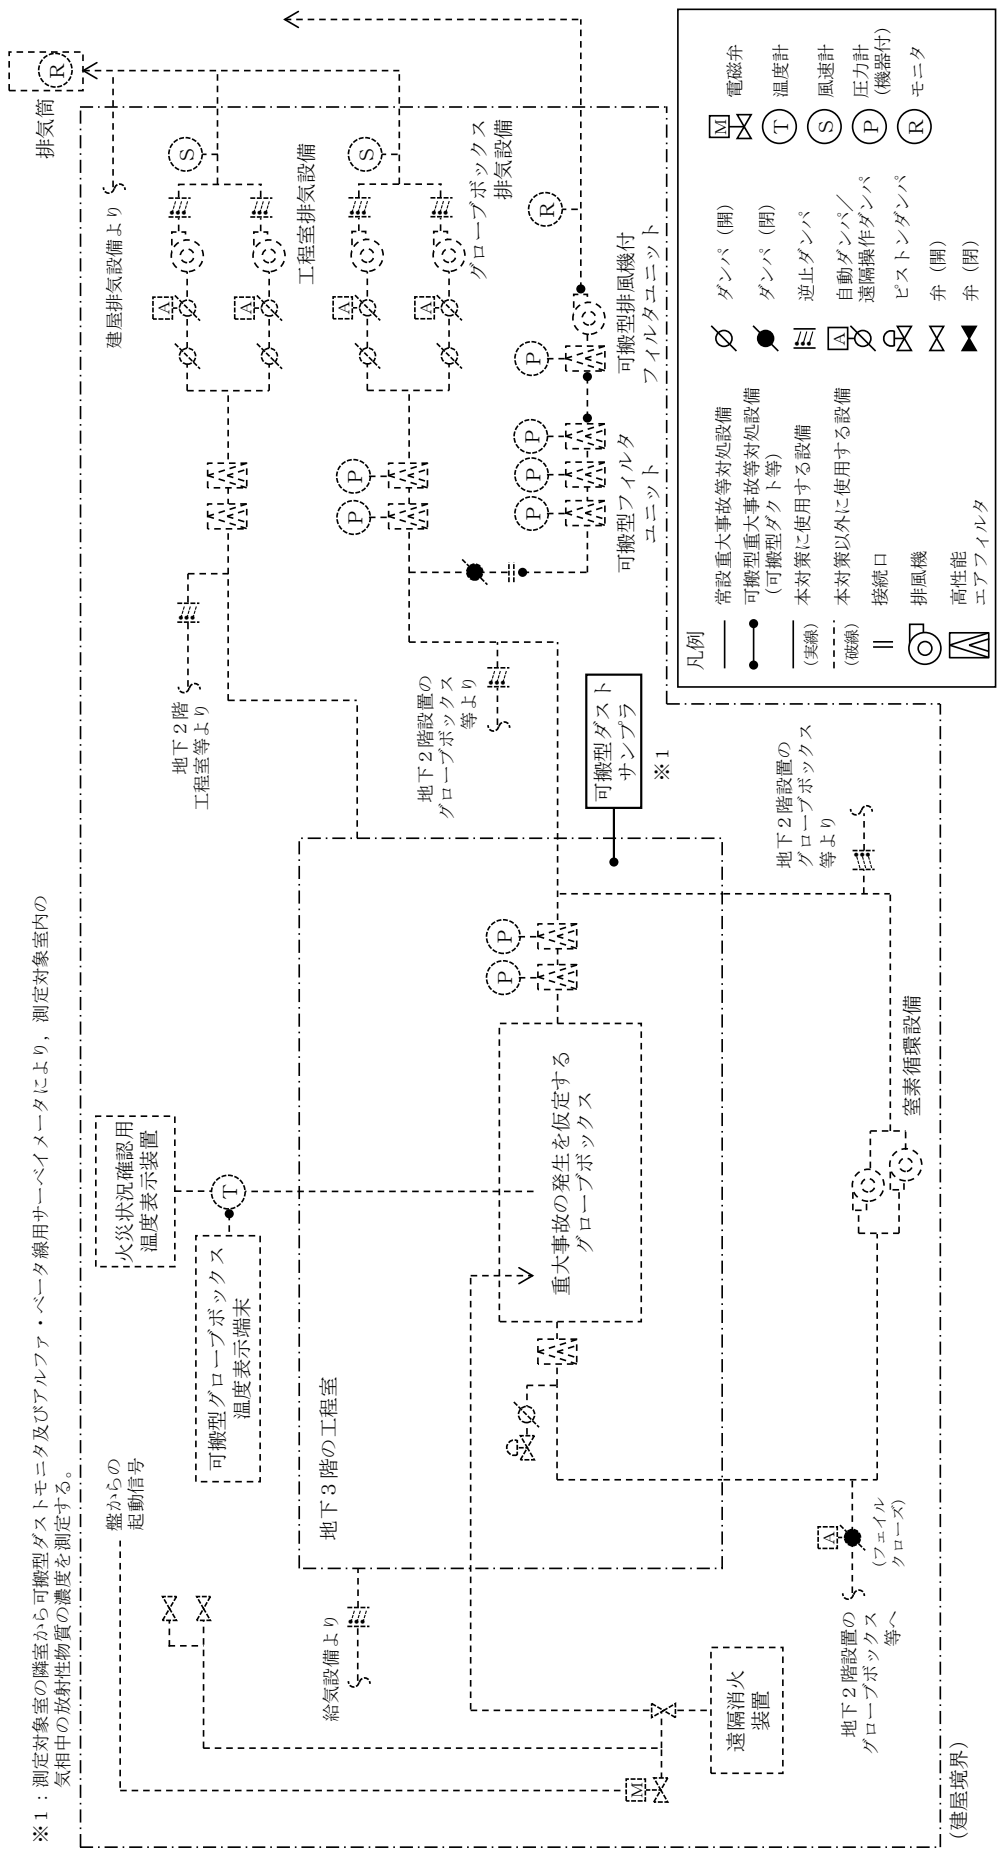 ※1：測定対象室の隣室から可搬型ダストモニタ及びアルファ・ベータ線用サーベイメータにより，測定対象室内の
気相中の放射性物質の濃度を測定する。
盤からの
起動信号
火災状況確認用
温度表示装置
可搬型グローブボックス
温度表示端末
T
建屋排気設備より
排気筒
R
地下2階
工程室等より
A
A
S
工程室排気設備
給気設備より
地下3階の工程室
P
P
A
A
S
グローブボックス
排気設備
地下2階設置の
グローブボックス
等より
重大事故の発生を仮定する
グローブボックス
P
P
P
P
P
P
R
可搬型フィルタ
ユニット
可搬型排風機付
フィルタユニット
可搬型ダスト
サンプラ
※1
M
遠隔消火
装置
地下2階設置の
グローブボックス
等へ
A
(フェイル
クローズ)
窒素循環設備
地下2階設置の
グローブボックス
等より
(建屋境界)
凡例
常設重大事故等対処設備
可搬型重大事故等対処設備
(可搬型ダクト等)
(実線)
本対策に使用する設備
(破線)
本対策以外に使用する設備
接続口
排風機
高性能
エアフィルタ
ダンパ（開）
ダンパ（閉）
逆止ダンパ
A
自動ダンパ／
遠隔操作ダンパ
ピストンダンパ
弁（開）
弁（閉）
M
電磁弁
T
温度計
S
風速計
P
圧力計
(機器付)
R
モニタ